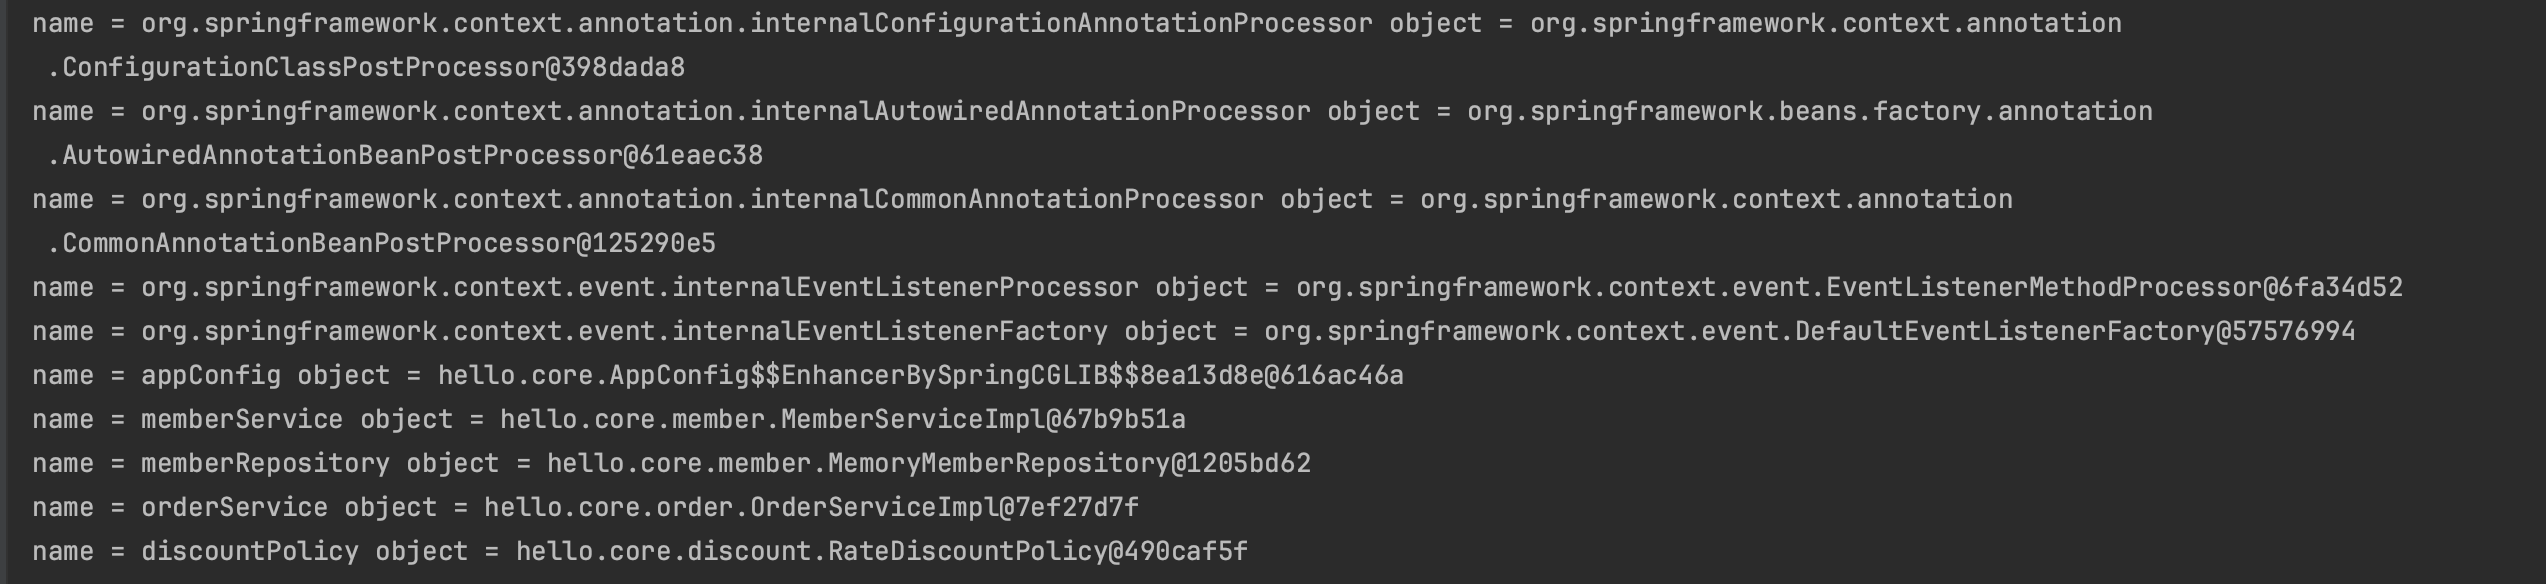 name = org.springframework.context.annotation.internalConfigurationAnnotationProcessor object = org.springframework.context.annotation
.ConfigurationClassPostProcessor@398dada8
name = org.springframework.context.annotation.internalAutowiredAnnotationProcessor object = org.springframework.beans.factory.annotation
.AutowiredAnnotationBeanPostProcessor@61eaec38
name = org.springframework.context.annotation.internalCommonAnnotationProcessor object = org.springframework.context.annotation
.CommonAnnotationBeanPostProcessor@125290e5
name = org.springframework.context.event.internalEventListenerProcessor object = org.springframework.context.event.EventListenerMethodProcessor@6fa34d52
name = org.springframework.context.event.internalEventListenerFactory object = org.springframework.context.event.DefaultEventListenerFactory@57576994
name = appConfig object = hello.core.AppConfig$$EnhancerBySpringCGLIB$$8ea13d8e@616ac46a
name = memberService object = hello.core.member.MemberServiceImpl@67b9b51a
name = memberRepository object = hello.core.member.MemoryMemberRepository@1205bd62
name = orderService object = hello.core.order.OrderServiceImpl@7ef27d7f
name = discountPolicy object = hello.core.discount.RateDiscountPolicy@490caf5f